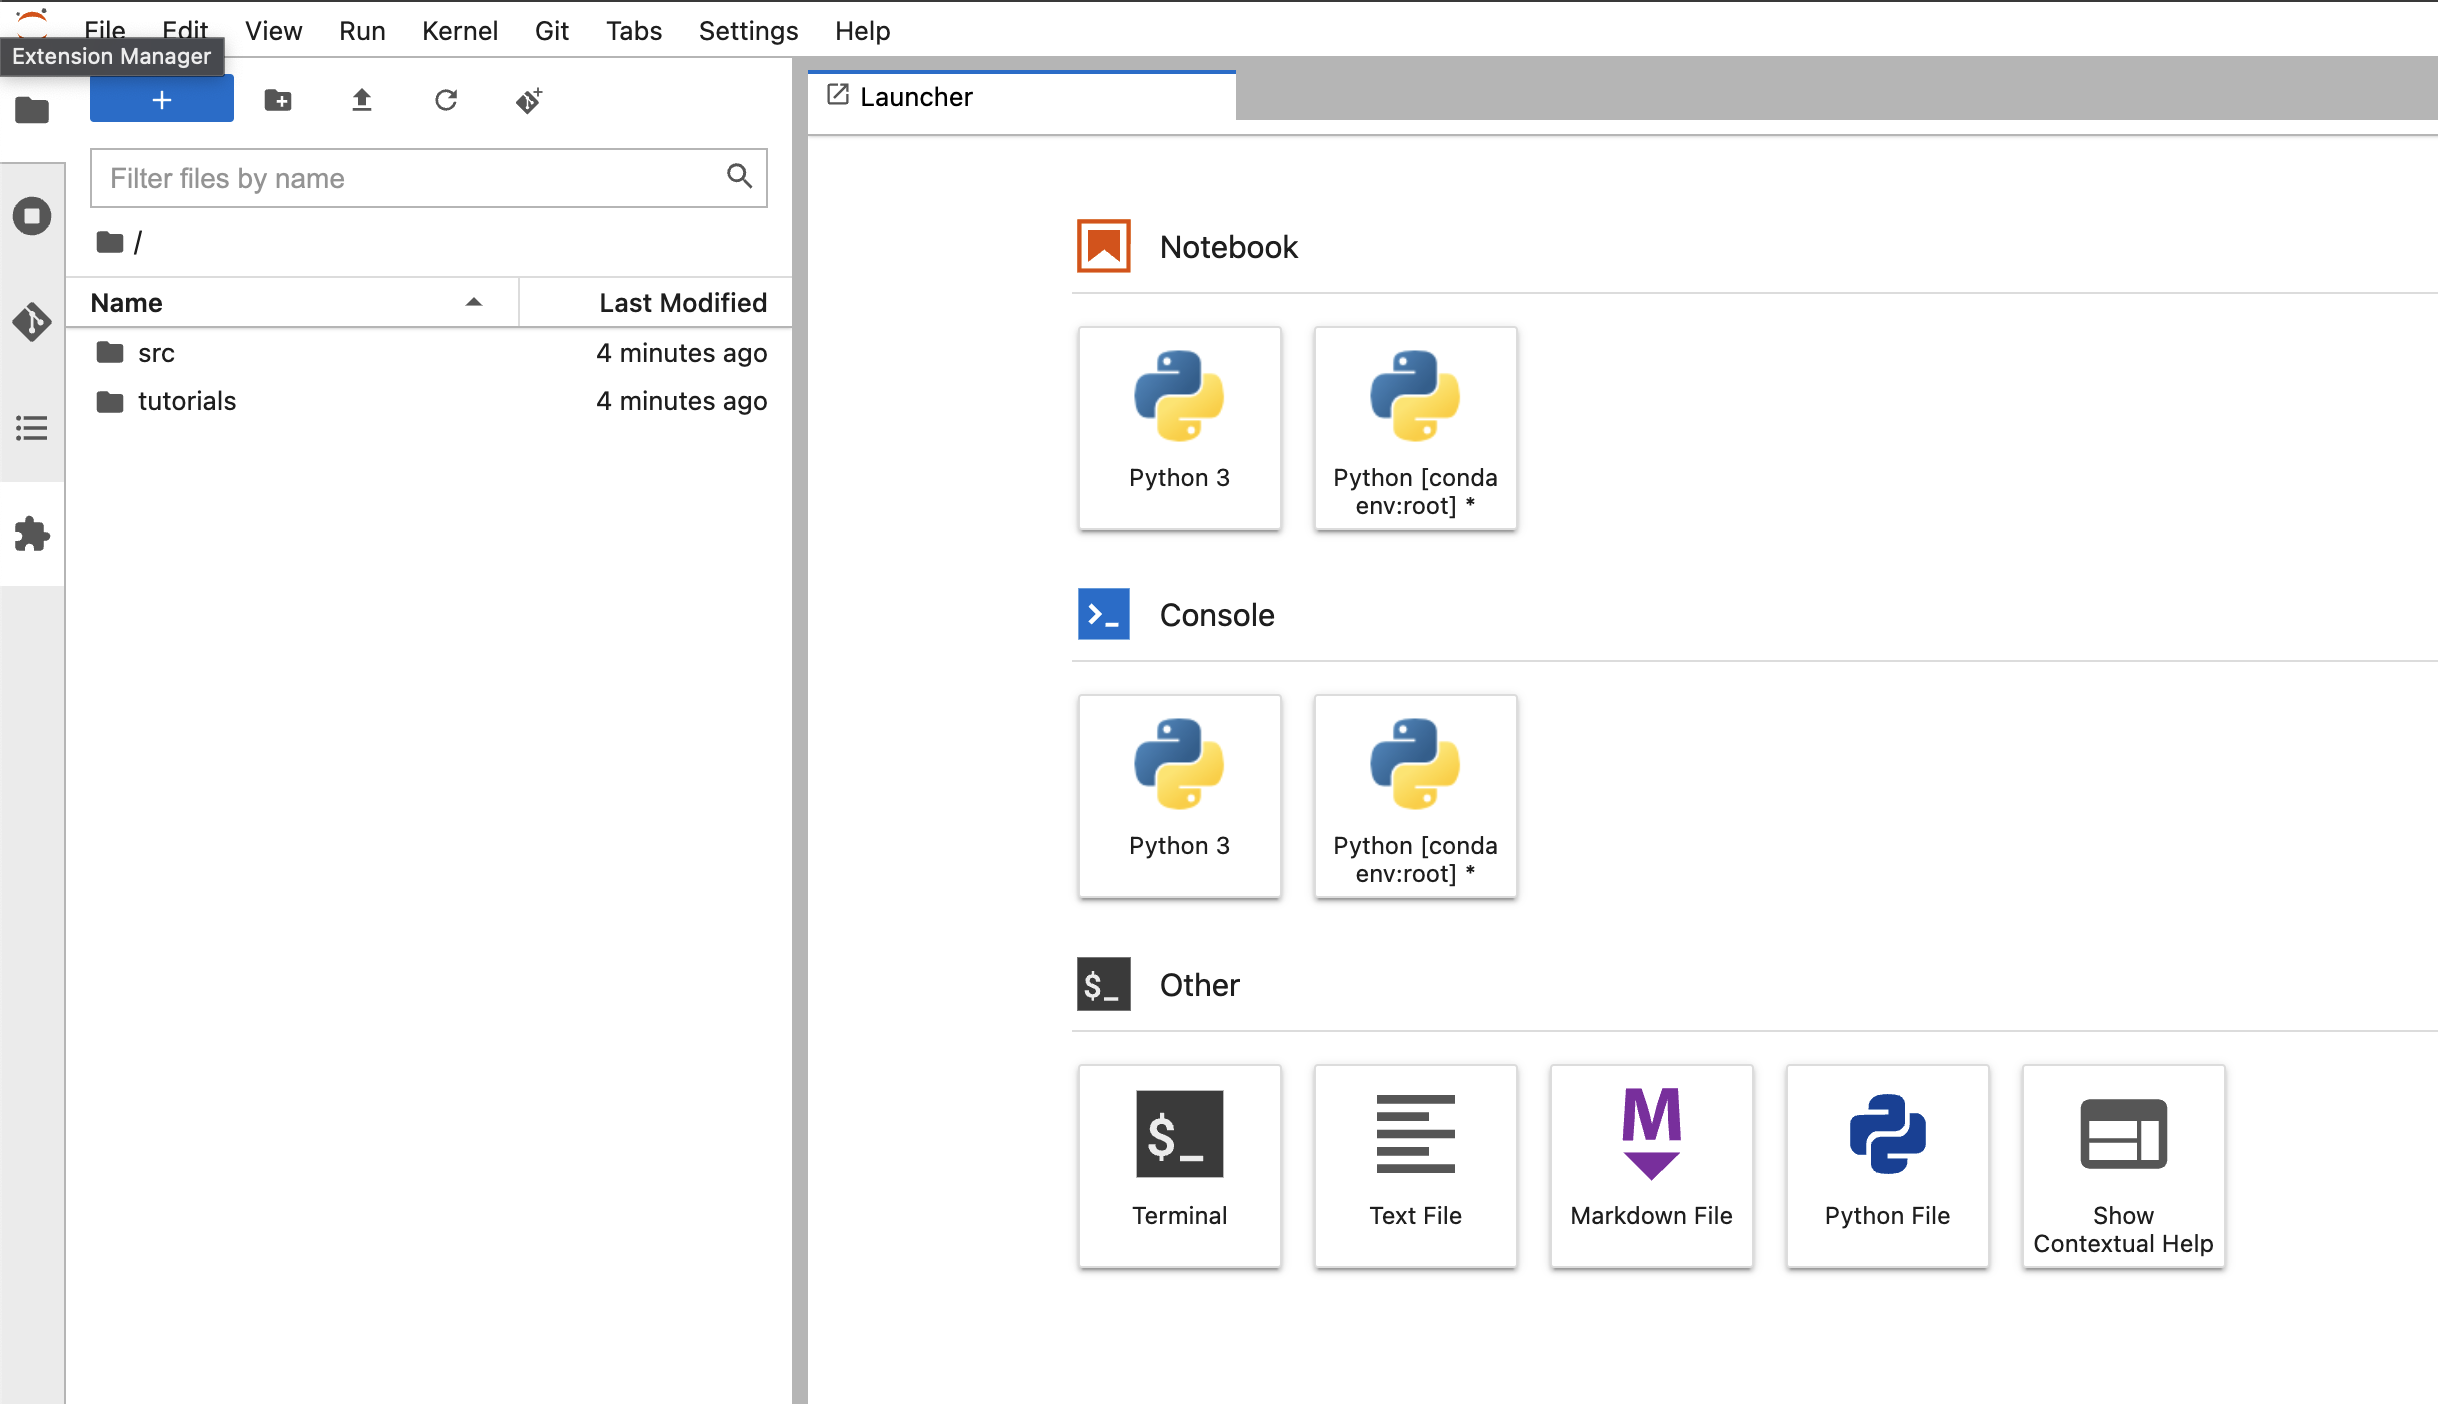 File Edit View Run Kernel Git Tabs Settings Help
Extension Manager
+
Launcher
Filter files by name
/
Name Last Modified
src 4 minutes ago
tutorials 4 minutes ago
Notebook
Python 3
Python [conda
env:root] *
Console
Python 3
Python [conda
env:root] *
$_ Other
$_
Terminal
Text File
M
Markdown File
Python File
Show
Contextual Help